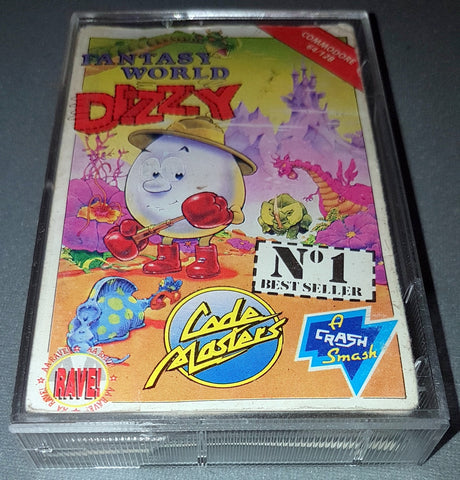 FANTASY
WORLD
DIZZY
COMMODORE
64/128
Nº1
BEST SELLER
Code
Masters
A
CRASH
Smash
RAVE!